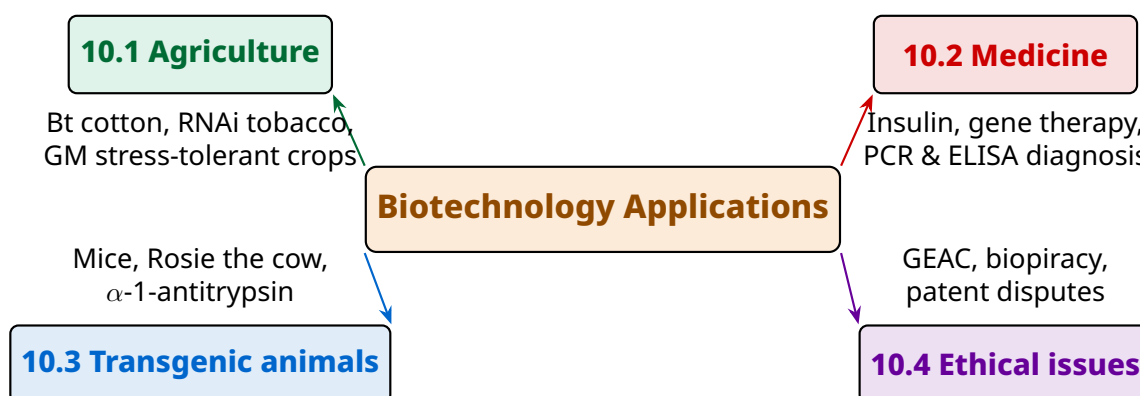 10.1 Agriculture
Bt cotton, RNAi tobacco,
GM stress-tolerant crops
10.2 Medicine
Insulin, gene therapy,
PCR & ELISA diagnosis
Biotechnology Applications
Mice, Rosie the cow,
α-1-antitrypsin
10.3 Transgenic animals
GEAC, biopiracy,
patent disputes
10.4 Ethical issues